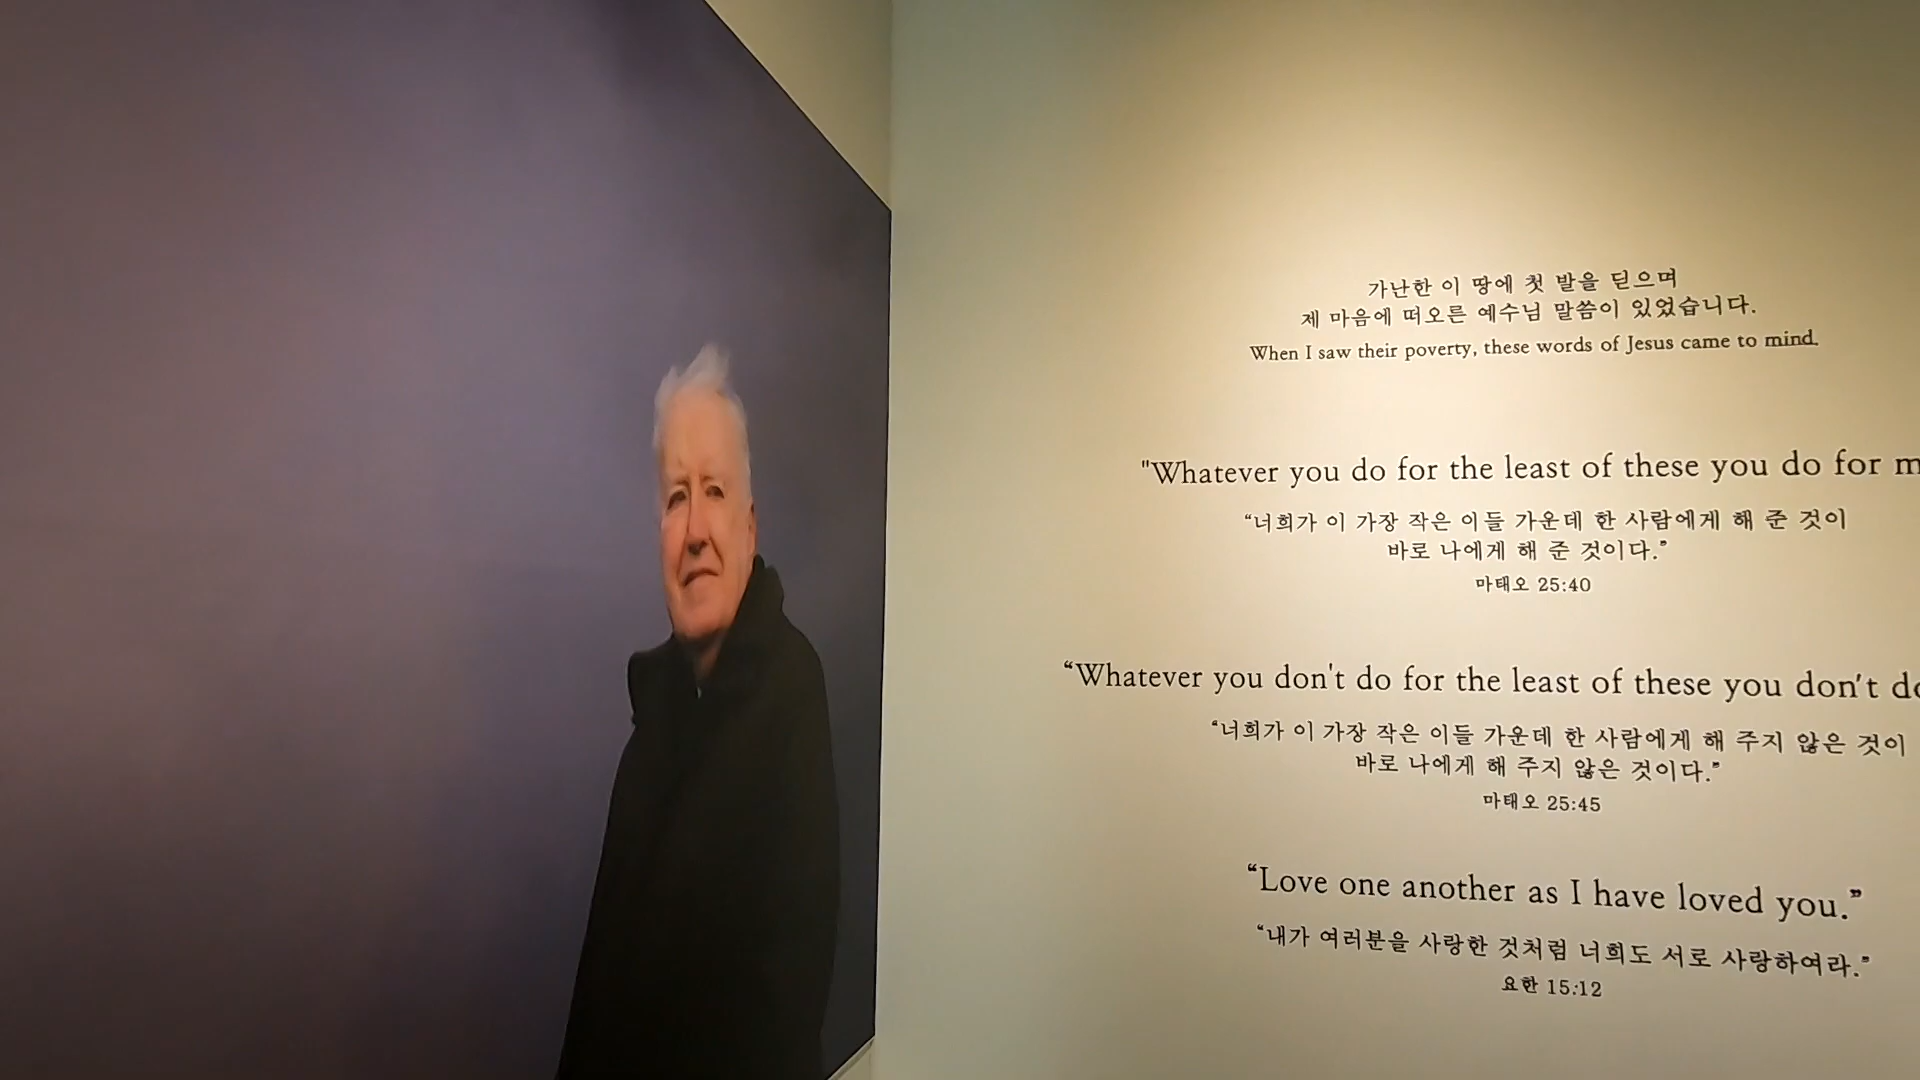 가난한 이 땅에 첫 발을 딛으며
제 마음에 떠오른 예수님 말씀이 있었습니다.
When I saw their poverty, these words of Jesus came to mind.
"Whatever you do for the least of these you do for m
“너희가 이 가장 작은 이들 가운데 한 사람에게 해 준 것이
바로 나에게 해 준 것이다.”
마태오 25:40
“Whatever you don't do for the least of these you don't do
“너희가 이 가장 작은 이들 가운데 한 사람에게 해 주지 않은 것이
바로 나에게 해 주지 않은 것이다.”
마태오 25:45
“Love one another as I have loved you.”
“내가 여러분을 사랑한 것처럼 너희도 서로 사랑하여라.”
요한 15:12